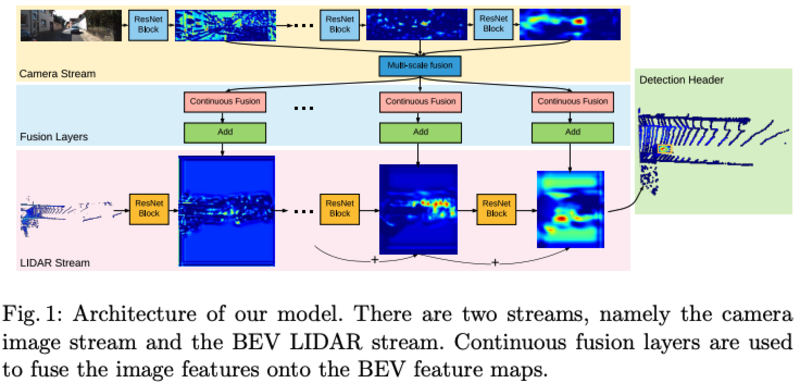 ResNet Block
ResNet Block
ResNet Block
Camera Stream
Multi-scale fusion
Continuous Fusion
Continuous Fusion
Continuous Fusion
Add
Add
Add
Fusion Layers
Detection Header
ResNet Block
ResNet Block
ResNet Block
+
+
LIDAR Stream
Fig. 1: Architecture of our model. There are two streams, namely the camera
image stream and the BEV LIDAR stream. Continuous fusion layers are used
to fuse the image features onto the BEV feature maps.